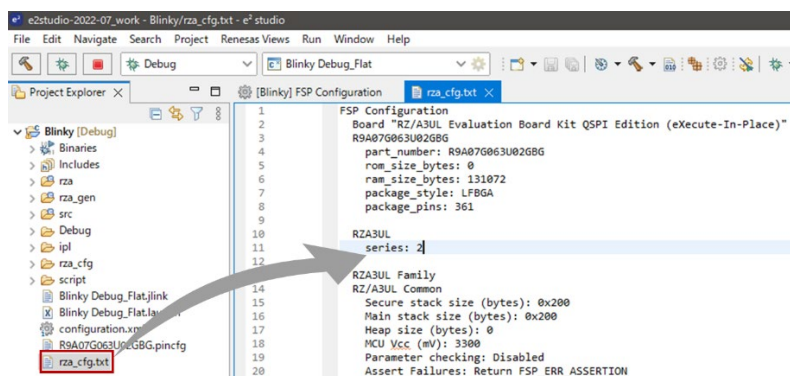 e2studio-2022-07_work - Blinky/rza_cfg.txt - e² studio
File Edit Navigate Search Project Renesas Views Run Window Help
Debug
Blinky Debug_Flat
Project Explorer
[Blinky] FSP Configuration
rza_cfg.txt
Blinky [Debug]
Binaries
Includes
rza
rza_gen
src
Debug
ipl
rza_cfg
script
Blinky Debug_Flat.jlink
Blinky Debug_Flat.la
configuration.xm
R9A07G063U02GBG.pincfg
rza_cfg.txt
1 FSP Configuration
2 Board "RZ/A3UL Evaluation Board Kit QSPI Edition (eXecute-In-Place)"
3 R9A07G063U02GBG
4 part_number: R9A07G063U02GBG
5 rom_size_bytes: 0
6 ram_size_bytes: 131072
7 package_style: LFBGA
8 package_pins: 361
9
10 RZA3UL
11 series: 2
12
RZA3UL Family
14 RZ/A3UL Common
15 Secure stack size (bytes): 0x200
16 Main stack size (bytes): 0x200
17 Heap size (bytes): 0
18 MCU Vcc (mV): 3300
19 Parameter checking: Disabled
20 Assert Failures: Return FSP_ERR_ASSERTION